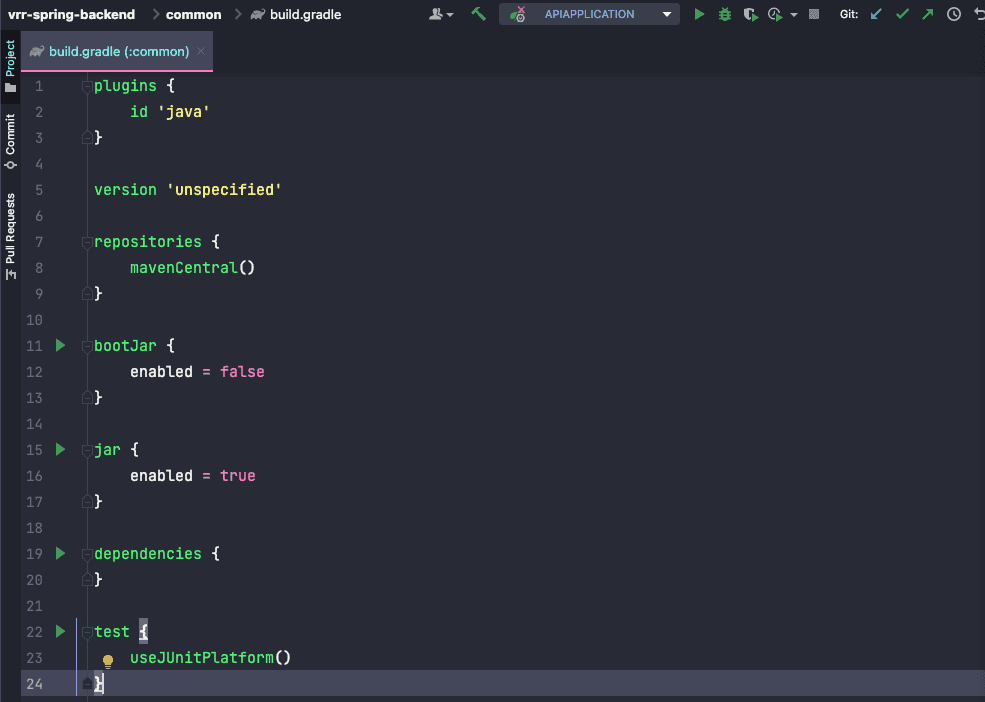 vrr-spring-backend common build.gradle APIAPPLICATION Git:
build.gradle (:common)
Project
Commit
Pull Requests
1 plugins {
2 id 'java'
3 }
4
5 version 'unspecified'
6
7 repositories {
8 mavenCentral()
9 }
10
11 bootJar {
12 enabled = false
13 }
14
15 jar {
16 enabled = true
17 }
18
19 dependencies {
20 }
21
22 test {
23 useJUnitPlatform()
24 }